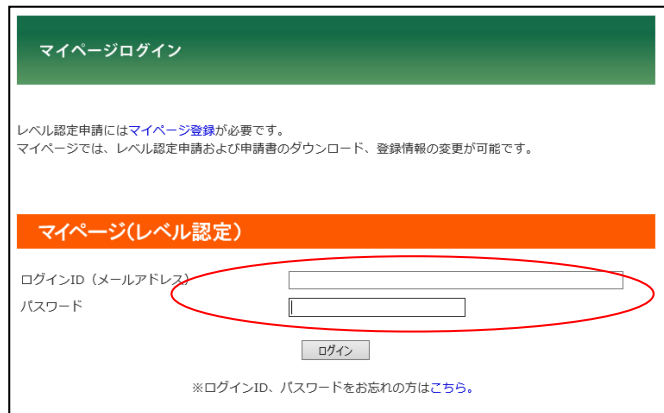 マイページログイン
レベル認定申請にはマイページ登録が必要です。
マイページでは、レベル認定申請および申請書のダウンロード、登録情報の変更が可能です。
マイページ(レベル認定)
ログインID（メールアドレス）
パスワード
ログイン
※ログインID、パスワードをお忘れの方はこちら。